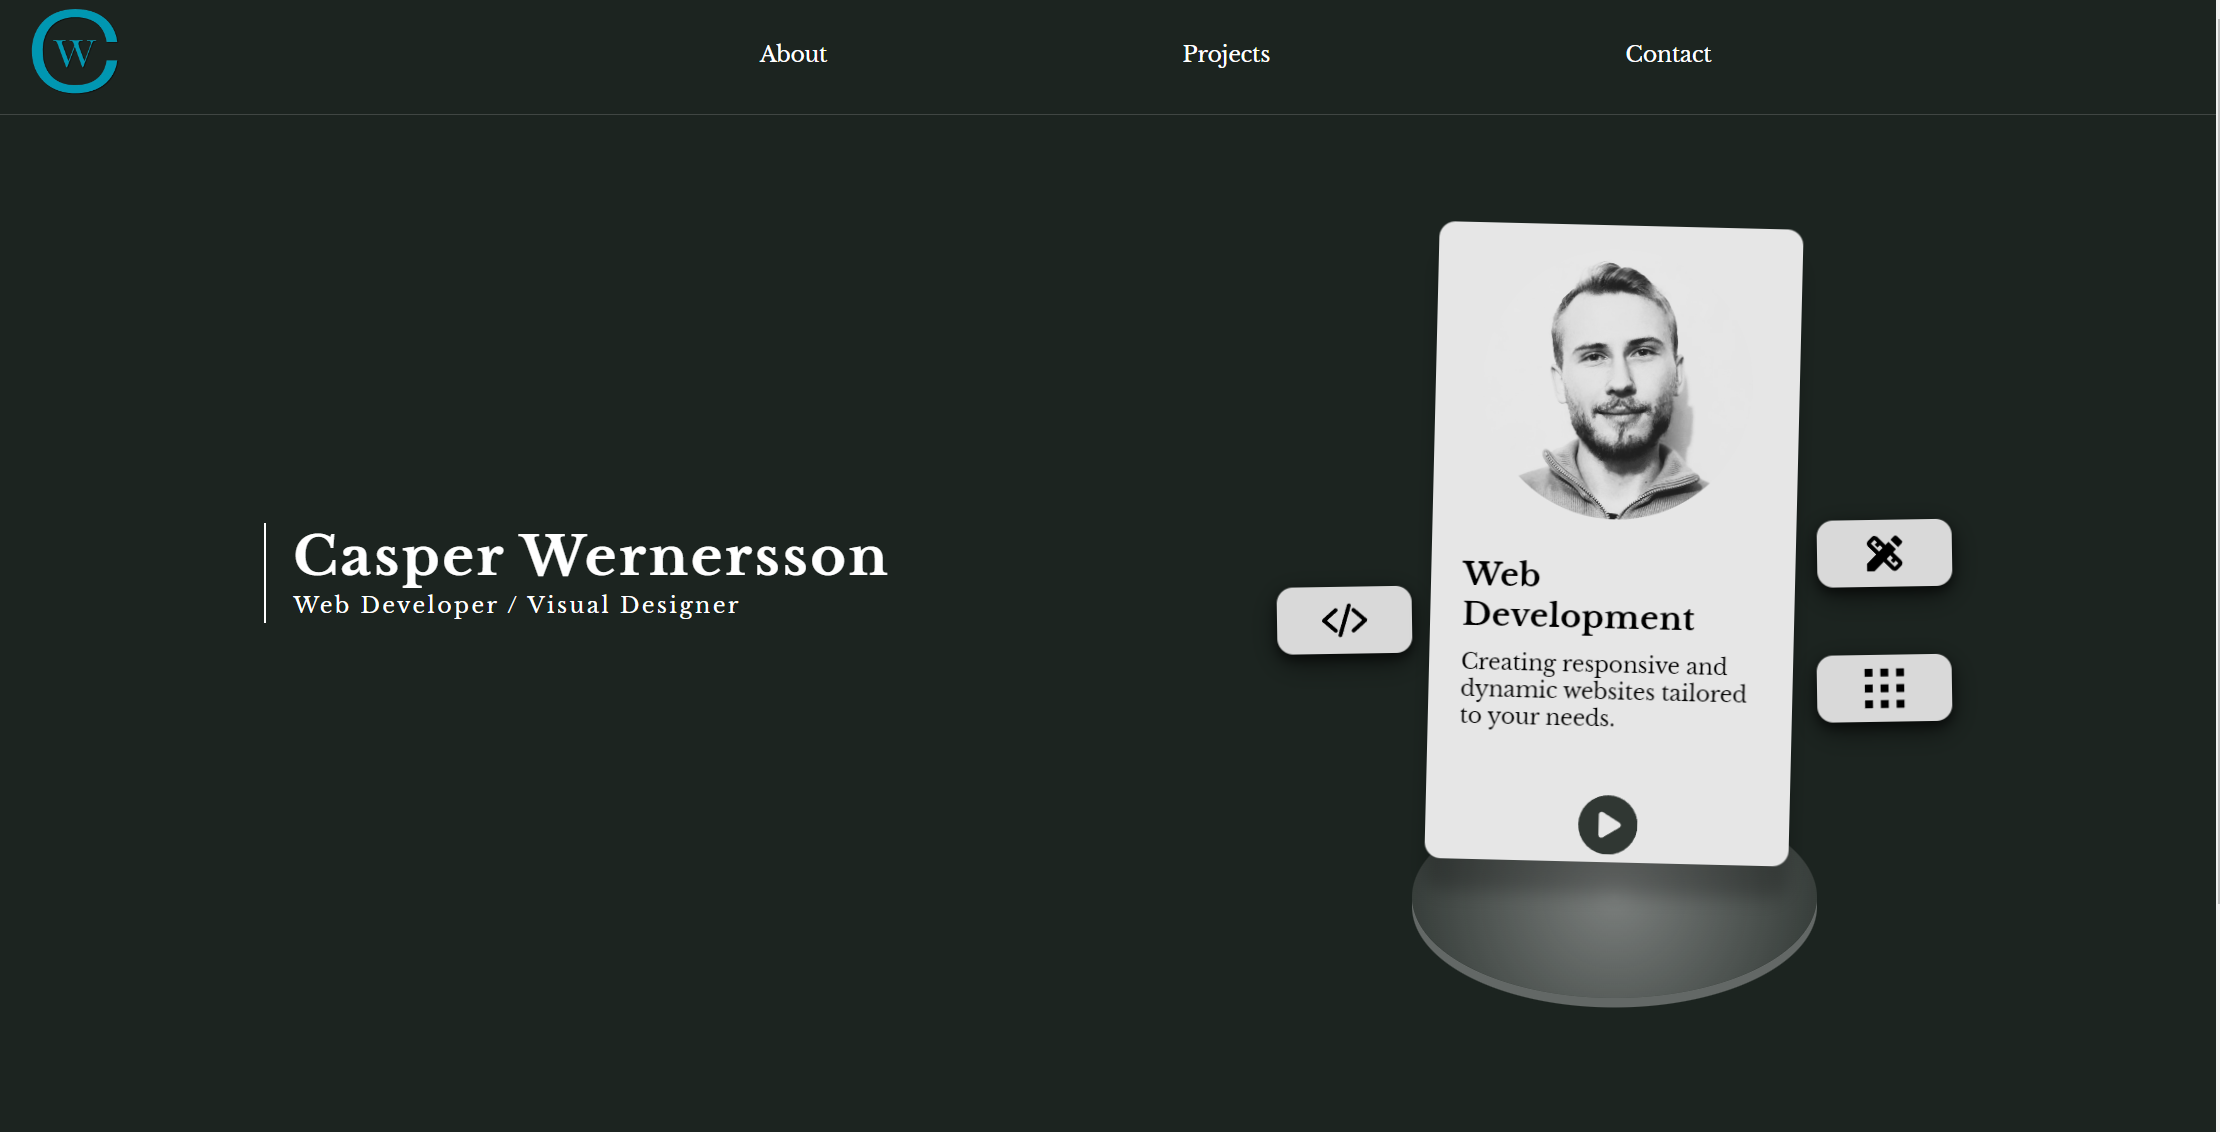 CW
About
Projects
Contact
Casper Wernersson
Web Developer / Visual Designer
Web
Development
Creating responsive and
dynamic websites tailored
to your needs.